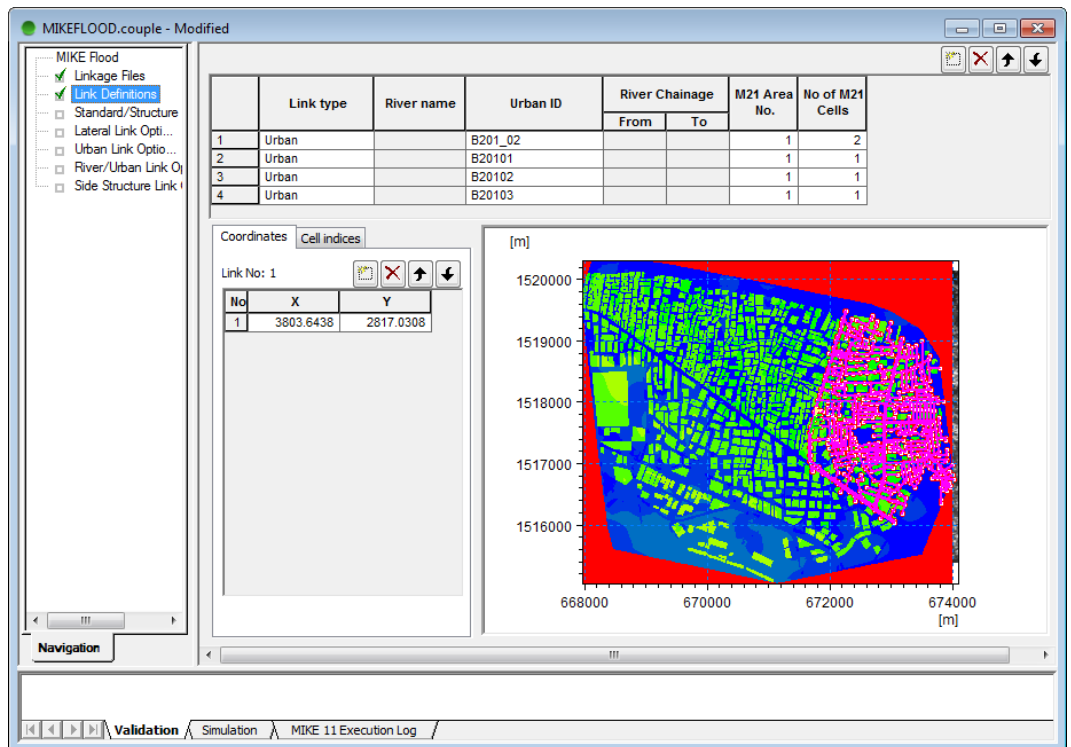 MIKEFLOOD.couple - Modified
MIKE Flood
Linkage Files
Link Definitions
Standard/Structure
Lateral Link Opti...
Urban Link Optio...
River/Urban Link O
Side Structure Link
Link type River name Urban ID River Chainage M21 Area No. No of M21 Cells
From To
1 Urban B201_02 1 2
2 Urban B20101 1 1
3 Urban B20102 1 1
4 Urban B20103 1 1
Coordinates Cell indices
Link No: 1
No X Y
1 3803.6438 2817.0308
[m]
1520000
1519000
1518000
1517000
1516000
668000 670000 672000 674000
[m]
Navigation
Validation Simulation MIKE 11 Execution Log